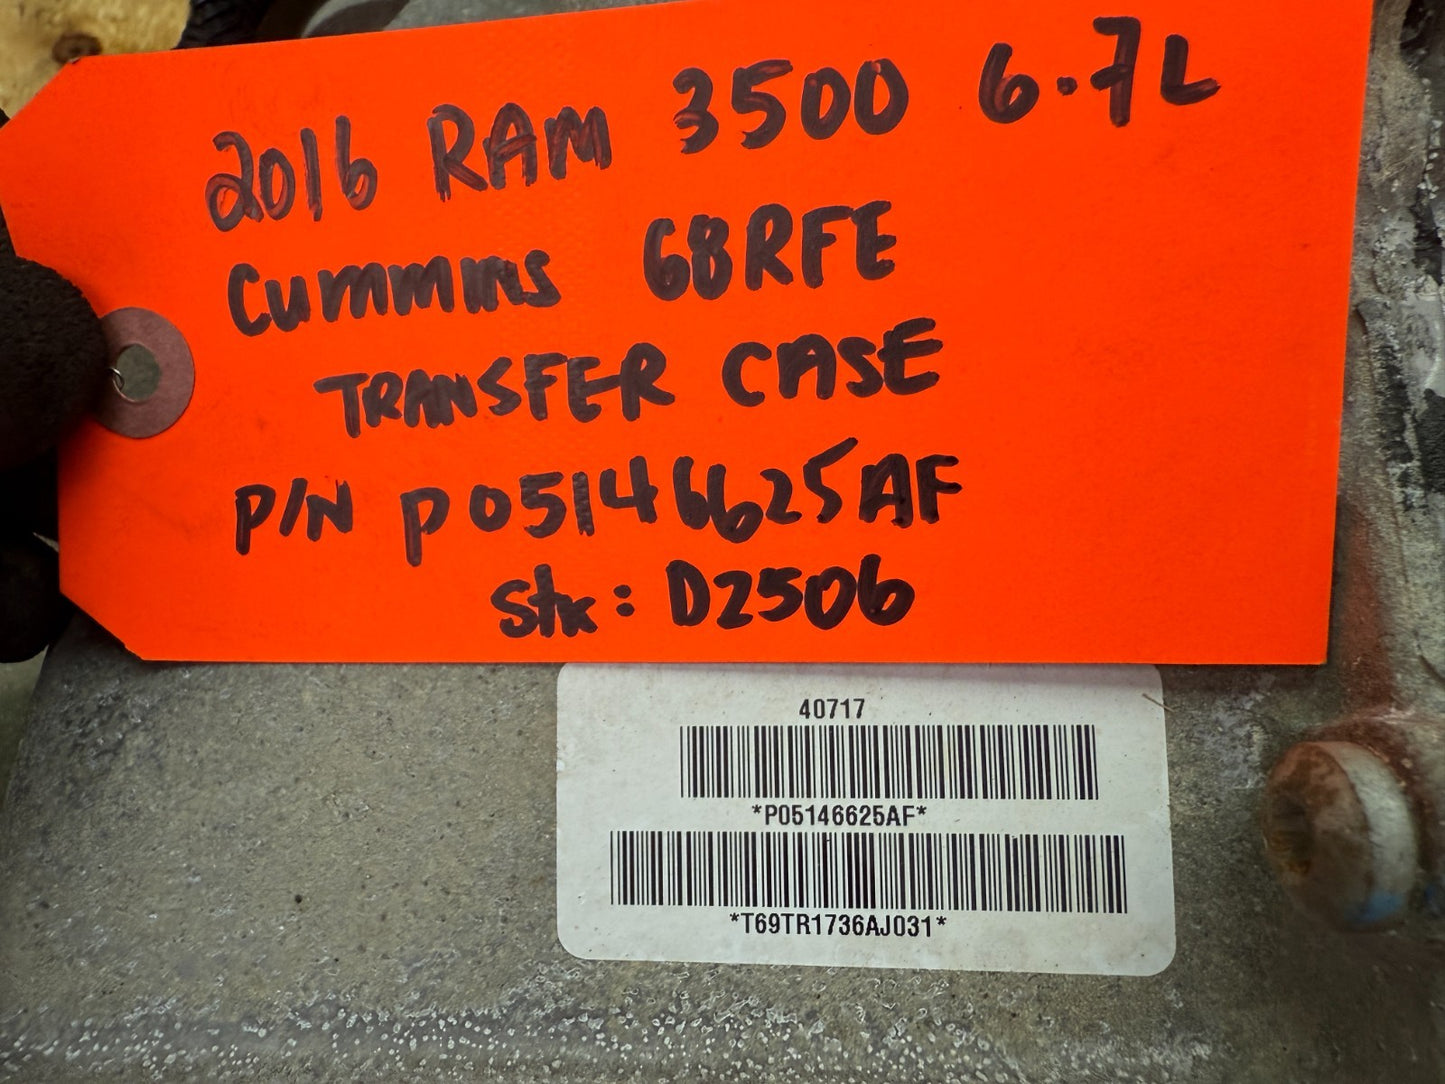 2016 RAM 3500 6.7L
Cummins 68RFE
TRANSFER CASE
P/N P05146625AF
Stk: D2506
40717
*P05146625AF*
*T69TR1736AJ031*